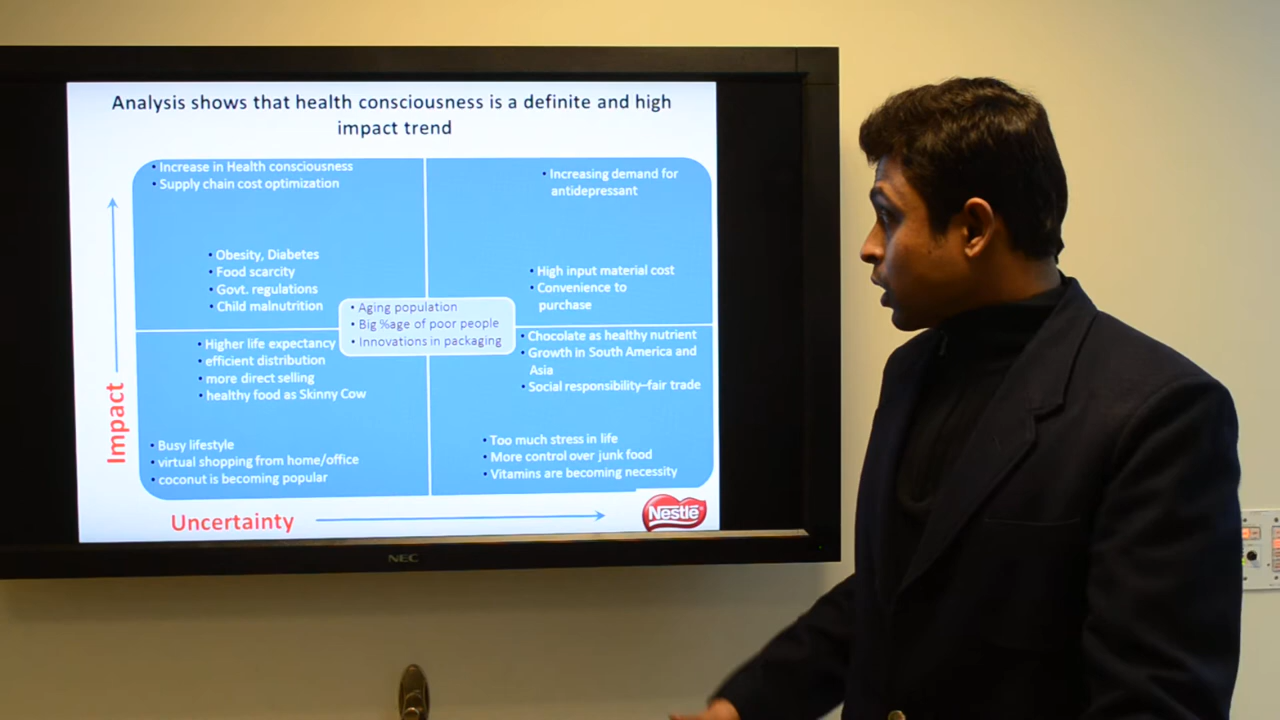 Analysis shows that health consciousness is a definite and high
impact trend
• Increase in Health consciousness
• Supply chain cost optimization
• Increasing demand for
antidepressant
• Obesity, Diabetes
• Food scarcity
• Govt. regulations
• Child malnutrition
• High input material cost
• Convenience to
purchase
• Aging population
• Big %age of poor people
• Innovations in packaging
• Higher life expectancy
• efficient distribution
• more direct selling
• healthy food as Skinny Cow
• Chocolate as healthy nutrient
• Growth in South America and
Asia
• Social responsibility–fair trade
• Busy lifestyle
• virtual shopping from home/office
• coconut is becoming popular
• Too much stress in life
• More control over junk food
• Vitamins are becoming necessity
Impact
Uncertainty
Nestlé
NEC